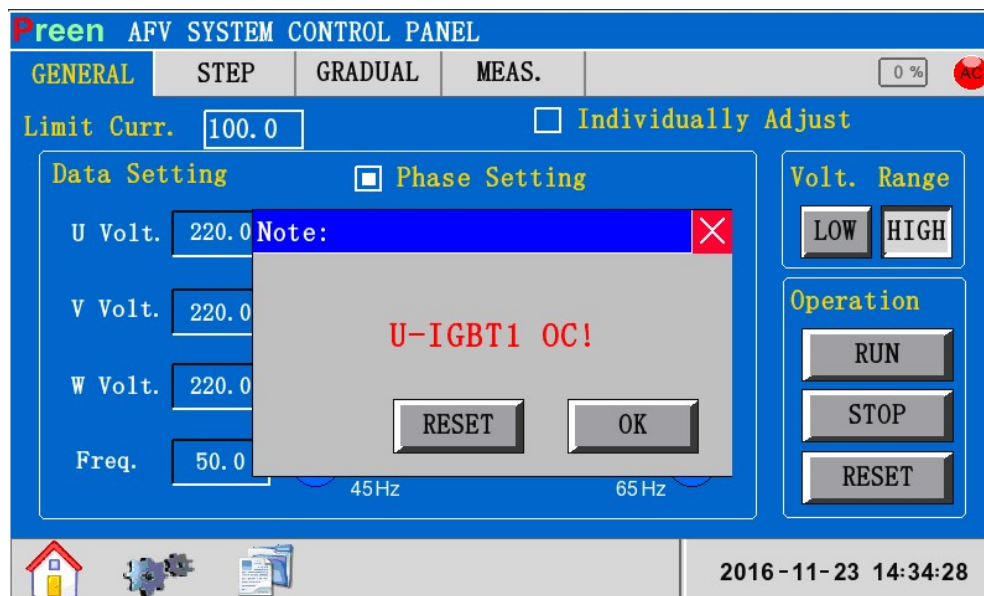 Preen AFV SYSTEM CONTROL PANEL
GENERAL STEP GRADUAL MEAS. 0 % AC
Limit Curr. 100.0 Individually Adjust
Data Setting Phase Setting Volt. Range
U Volt. 220.0 Note: LOW HIGH
V Volt. 220.0 Operation
U-IGBT1 OC!
RUN
W Volt. 220.0 RESET OK STOP
Freq. 50.0 RESET
45Hz 65Hz
2016-11-23 14:34:28